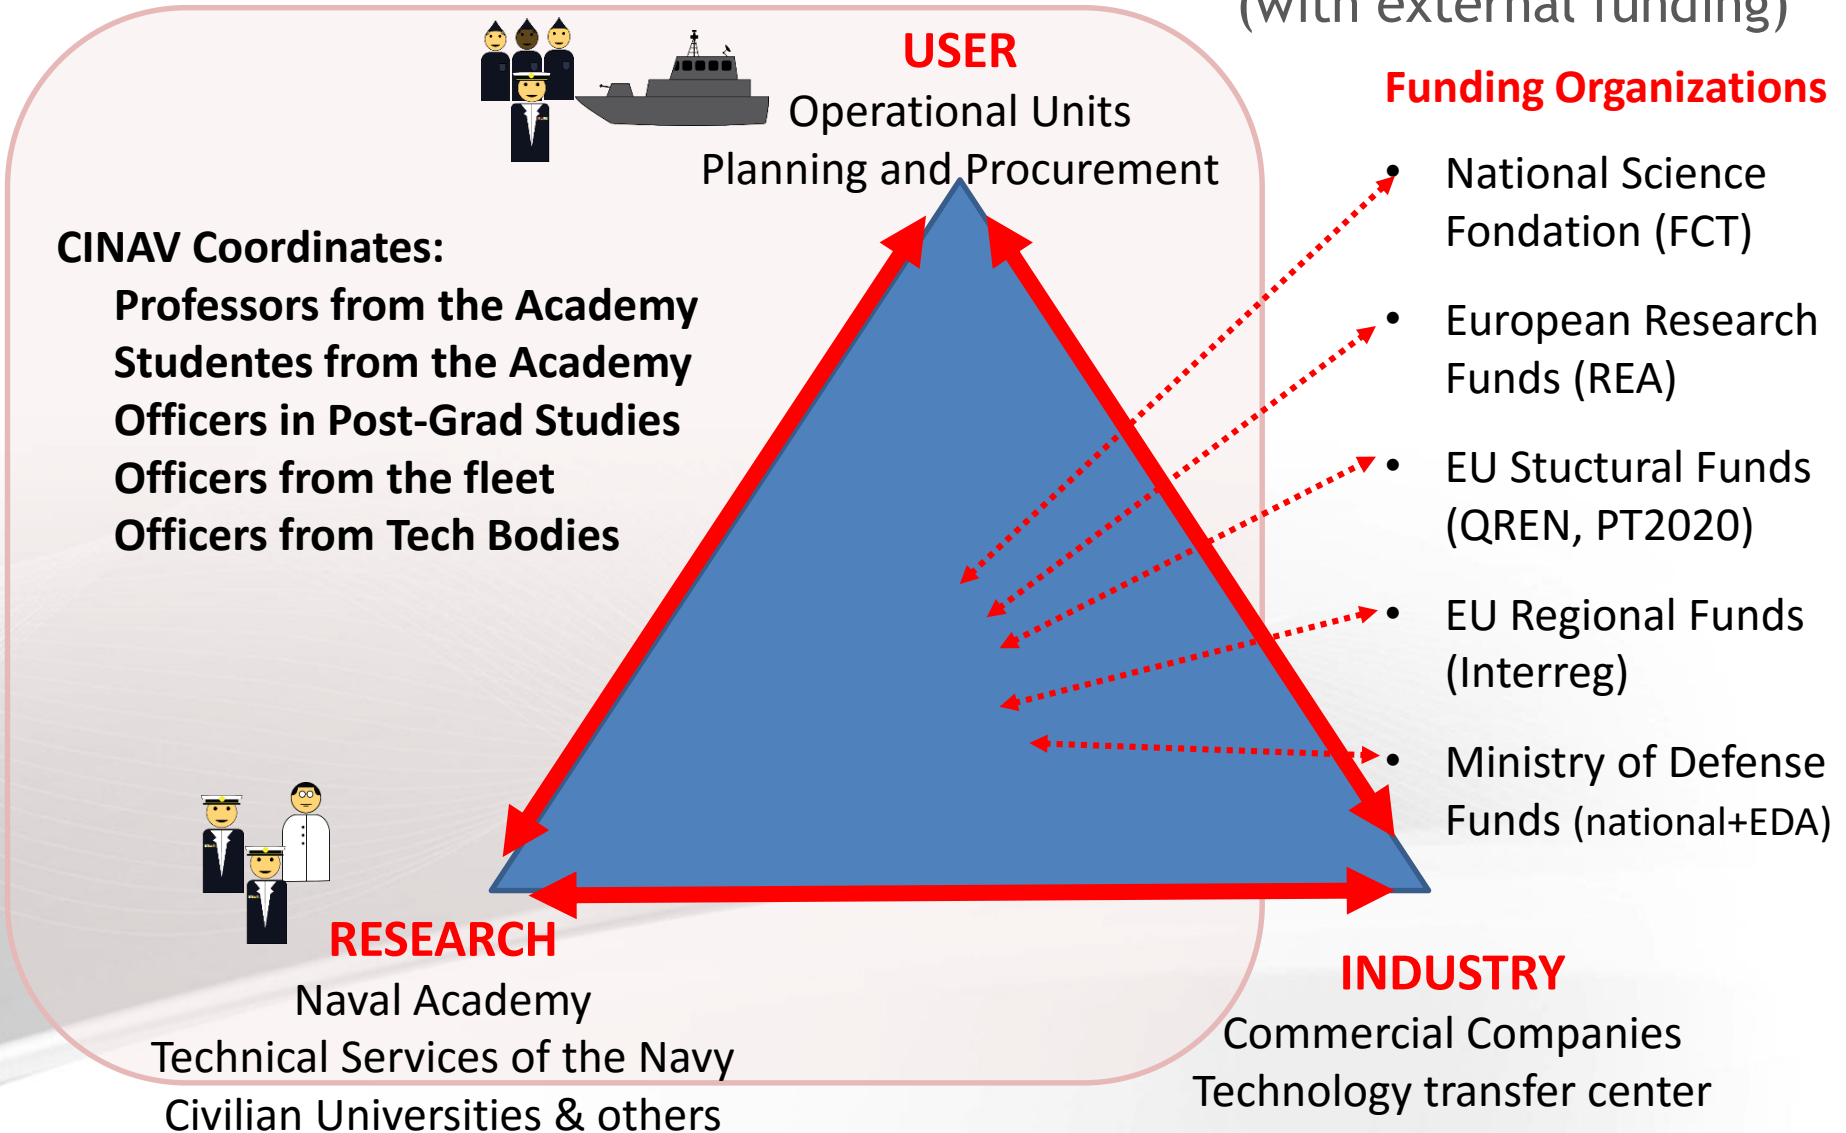 (with external funding)
USER
Operational Units
Planning and Procurement
Funding Organizations
• National Science
Fondation (FCT)
• European Research
Funds (REA)
• EU Stuctural Funds
(QREN, PT2020)
• EU Regional Funds
(Interreg)
• Ministry of Defense
Funds (national+EDA)
CINAV Coordinates:
Professors from the Academy
Studentes from the Academy
Officers in Post-Grad Studies
Officers from the fleet
Officers from Tech Bodies
RESEARCH
Naval Academy
Technical Services of the Navy
Civilian Universities & others
INDUSTRY
Commercial Companies
Technology transfer center